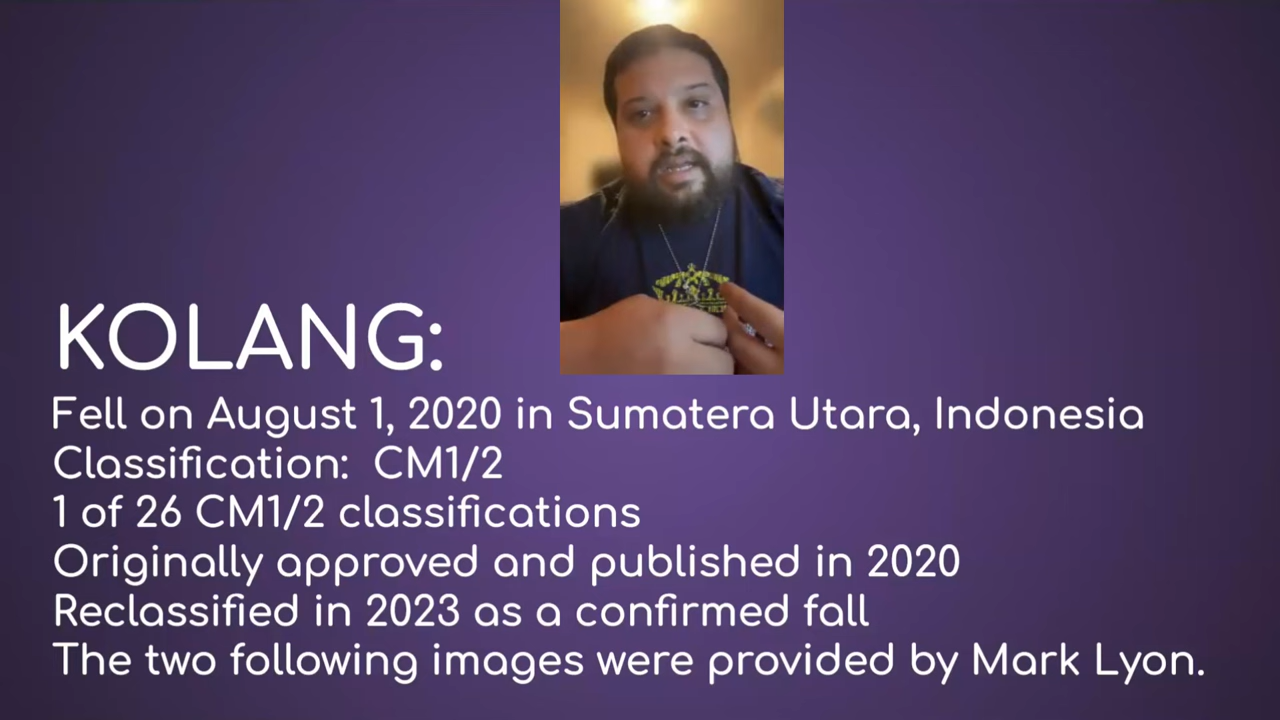 KOLANG:
Fell on August 1, 2020 in Sumatera Utara, Indonesia
Classification: CM1/2
1 of 26 CM1/2 classifications
Originally approved and published in 2020
Reclassified in 2023 as a confirmed fall
The two following images were provided by Mark Lyon.